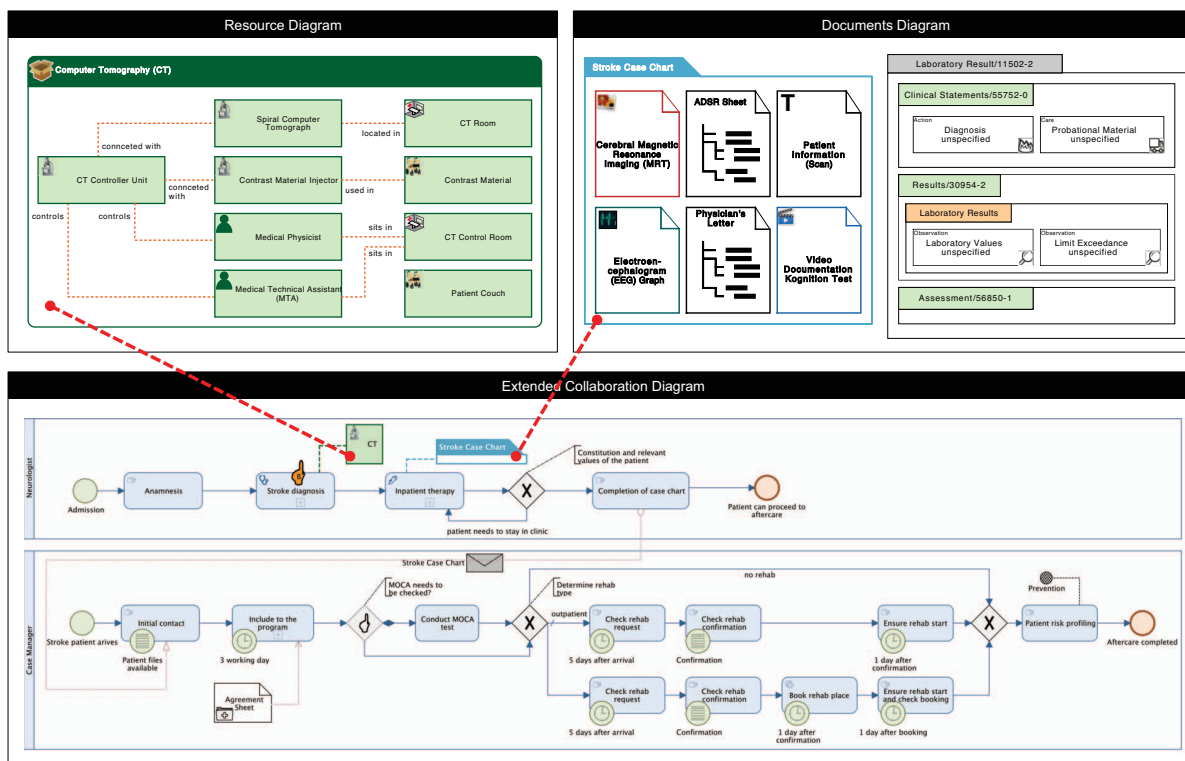 Resource Diagram
Computer Tomography (CT)
Spiral Computer
Tomograph
located in
CT Room
connceted with
CT Controller Unit
connceted
with
Contrast Material Injector
used in
Contrast Material
controls
controls
Medical Physicist
sits in
CT Control Room
sits in
Medical Technical Assistant
(MTA)
Patient Couch
Documents Diagram
Stroke Case Chart
Cerebral Magnetic
Resonance
Imaging (MRT)
ADSR Sheet
T
Patient
Information
(Scan)
Electroen-
cephalogram
(EEG) Graph
Physician's
Letter
Video
Documentation
Kognition Test
Laboratory Result/11502-2
Clinical Statements/55752-0
Action
Diagnosis
unspecified
Care
Probational Material
unspecified
Results/30954-2
Laboratory Results
Observation
Laboratory Values
unspecified
Observation
Limit Exceedance
unspecified
Assessment/56850-1
Extended Collaboration Diagram
Neurologist
Admission
Anamnesis
B
Stroke diagnosis
CT
Stroke Case Chart
Inpatient therapy
X
Constitution and relevant
values of the patient
patient needs to stay in clinic
Completion of case chart
Patient can proceed to
aftercare
Case Manager
Stroke Case Chart
Stroke patient arives
Initial contact
Patient files
available
Include to the
program
3 working day
Agreement
Sheet
MOCA needs to
be checked?
Conduct MOCA
test
X
Determine rehab
type
no rehab
outpatient
Check rehab
request
5 days after arrival
Check rehab
confirmation
Confirmation
Ensure rehab start
1 day after
confirmation
Check rehab
request
5 days after arrival
Check rehab
confirmation
Confirmation
Book rehab place
1 day after
confirmation
Ensure rehab start
and check booking
1 day after booking
X
Prevention
Patient risk profiling
Aftercare completed